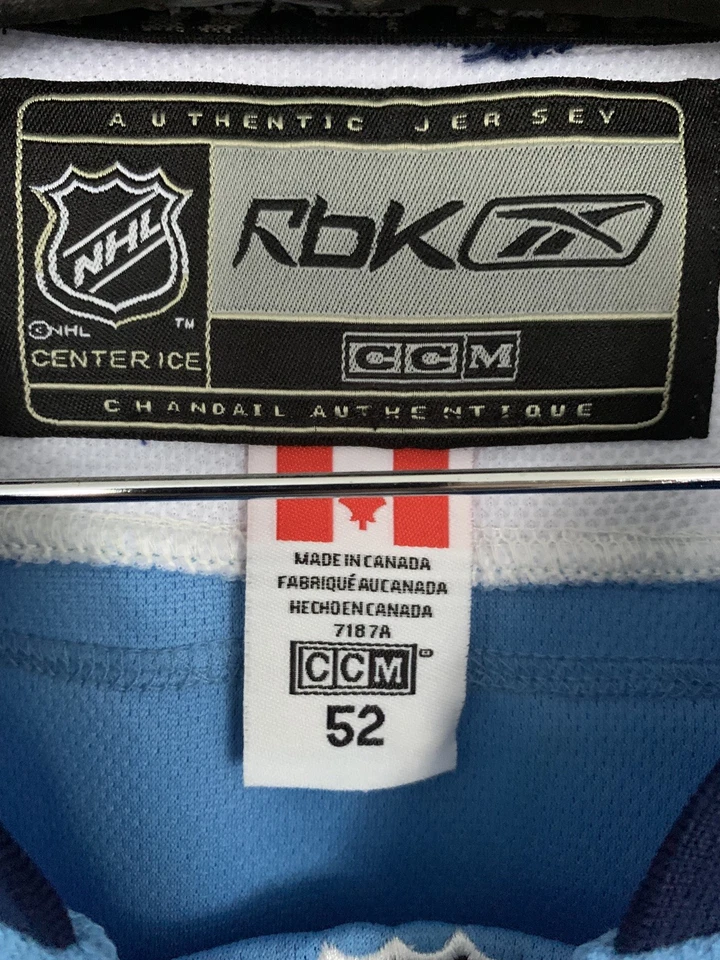 AUTHENTIC JERSEY
NHL
RbK
©NHL
TM
CENTER ICE
CCM
CHANDAIL AUTHENTIQUE
MADE IN CANADA
FABRIQUÉ AU CANADA
HECHO EN CANADA
7187A
CCM
52